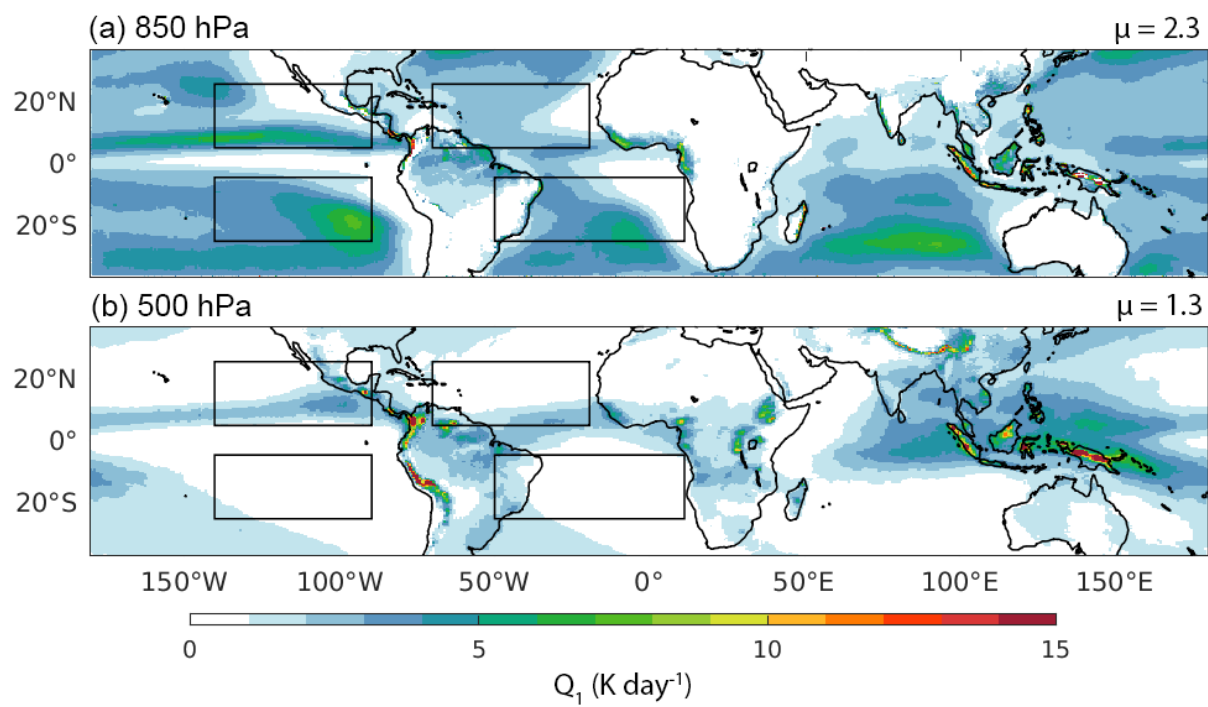 (a) 850 hPa μ = 2.3
20°N
0°
20°S
(b) 500 hPa μ = 1.3
20°N
0°
20°S
150°W 100°W 50°W 0° 50°E 100°E 150°E
0 5 10 15
Q₁ (K day⁻¹)